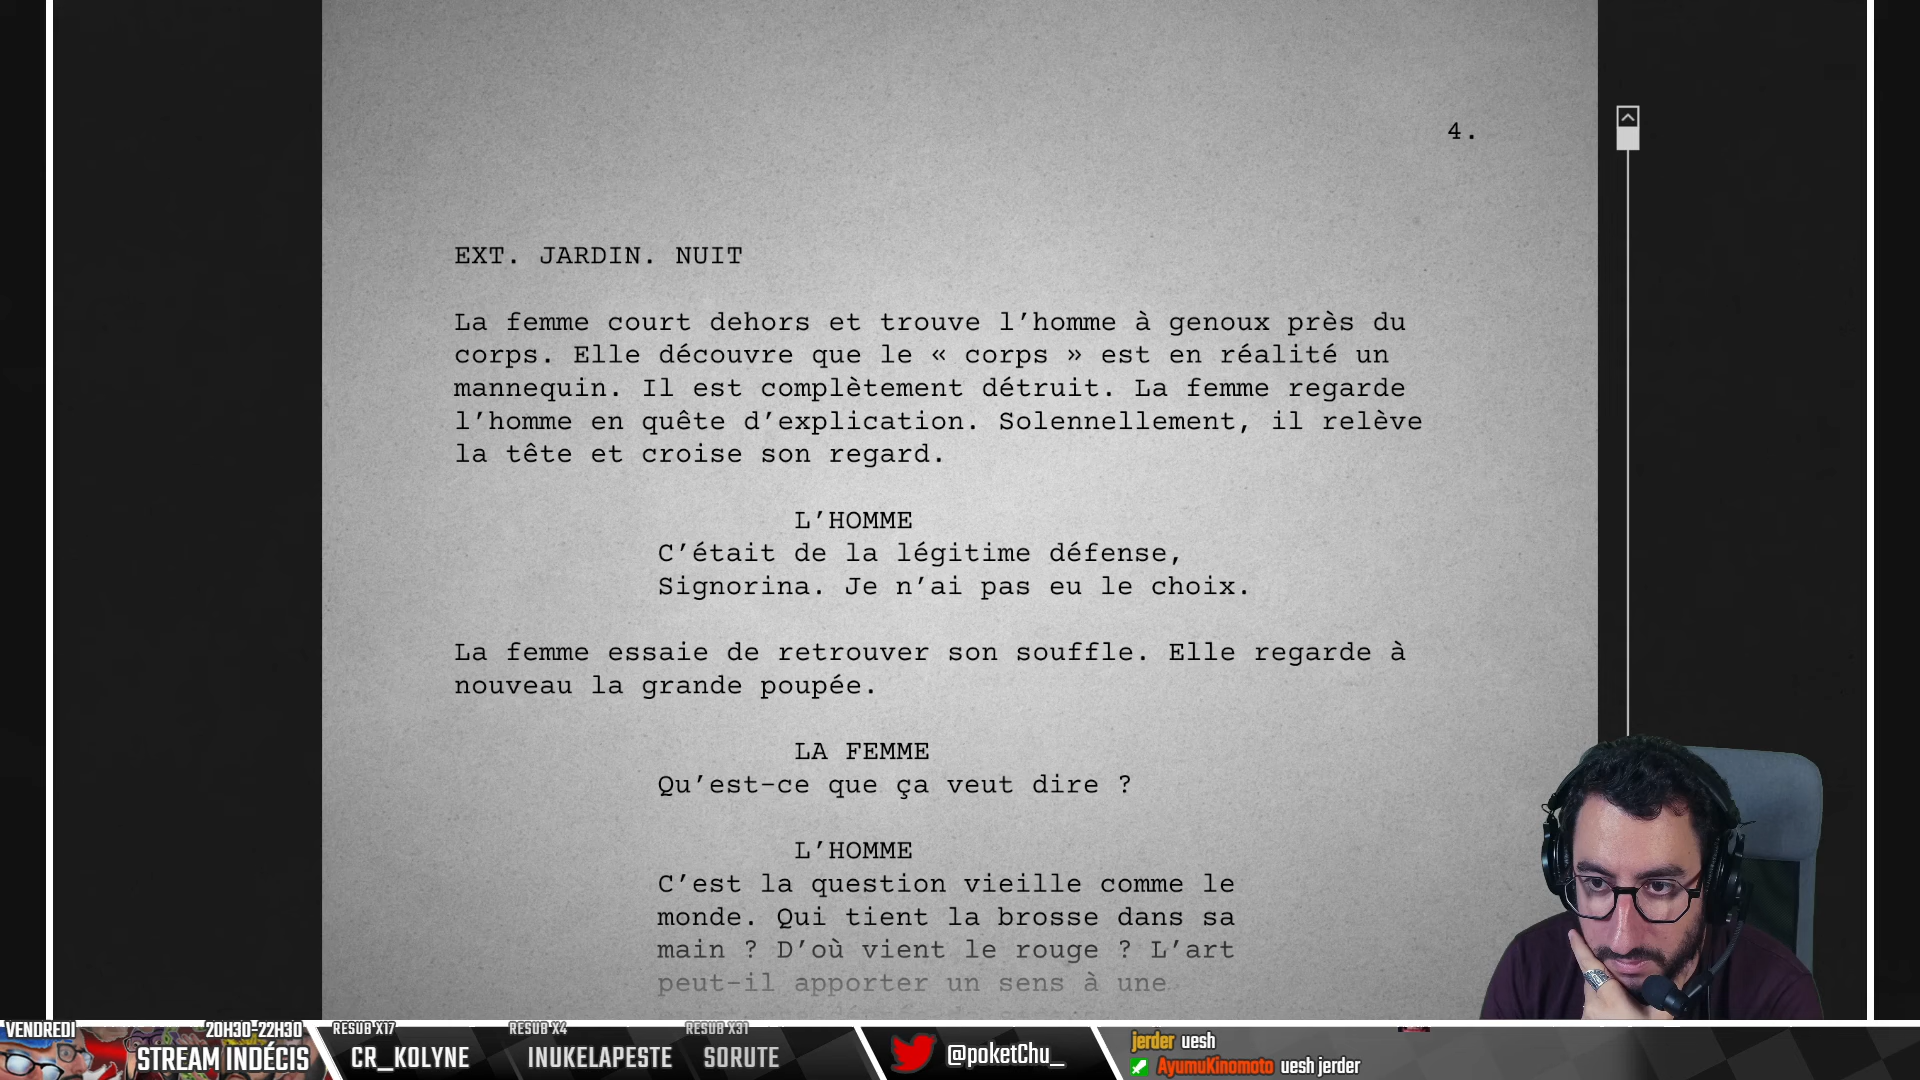 4.
EXT. JARDIN. NUIT
La femme court dehors et trouve l’homme à genoux près du
corps. Elle découvre que le « corps » est en réalité un
mannequin. Il est complètement détruit. La femme regarde
l’homme en quête d’explication. Solennellement, il relève
la tête et croise son regard.
L’HOMME
C’était de la légitime défense,
Signorina. Je n’ai pas eu le choix.
La femme essaie de retrouver son souffle. Elle regarde à
nouveau la grande poupée.
LA FEMME
Qu’est-ce que ça veut dire ?
L’HOMME
C’est la question vieille comme le
monde. Qui tient la brosse dans sa
main ? D’où vient le rouge ? L’art
peut-il apporter un sens à une
VENDREDI 20H30-22H30
STREAM INDÉCIS
RESUB X17
CR_KOLYNE
RESUB X4
INUKELAPESTE
RESUB X31
SORUTE
@poketChu_
jerder uesh
AyumuKinomoto uesh jerder